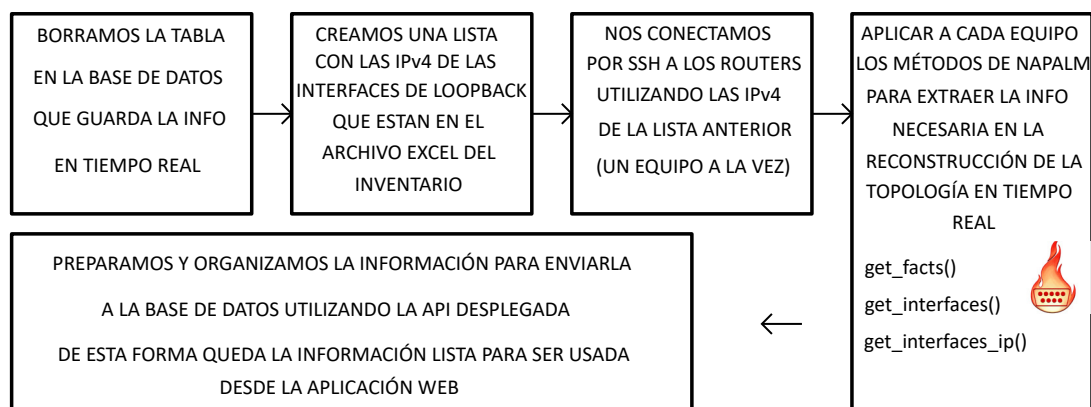 BORRAMOS LA TABLA
EN LA BASE DE DATOS
QUE GUARDA LA INFO
EN TIEMPO REAL
CREAMOS UNA LISTA
CON LAS IPv4 DE LAS
INTERFACES DE LOOPBACK
QUE ESTAN EN EL
ARCHIVO EXCEL DEL
INVENTARIO
NOS CONECTAMOS
POR SSH A LOS ROUTERS
UTILIZANDO LAS IPv4
DE LA LISTA ANTERIOR
(UN EQUIPO A LA VEZ)
APLICAR A CADA EQUIPO
LOS MÉTODOS DE NAPALM
PARA EXTRAER LA INFO
NECESARIA EN LA
RECONSTRUCCIÓN DE LA
TOPOLOGÍA EN TIEMPO
REAL
get_facts()
get_interfaces()
get_interfaces_ip()
PREPARAMOS Y ORGANIZAMOS LA INFORMACIÓN PARA ENVIARLA
A LA BASE DE DATOS UTILIZANDO LA API DESPLEGADA
DE ESTA FORMA QUEDA LA INFORMACIÓN LISTA PARA SER USADA
DESDE LA APLICACIÓN WEB